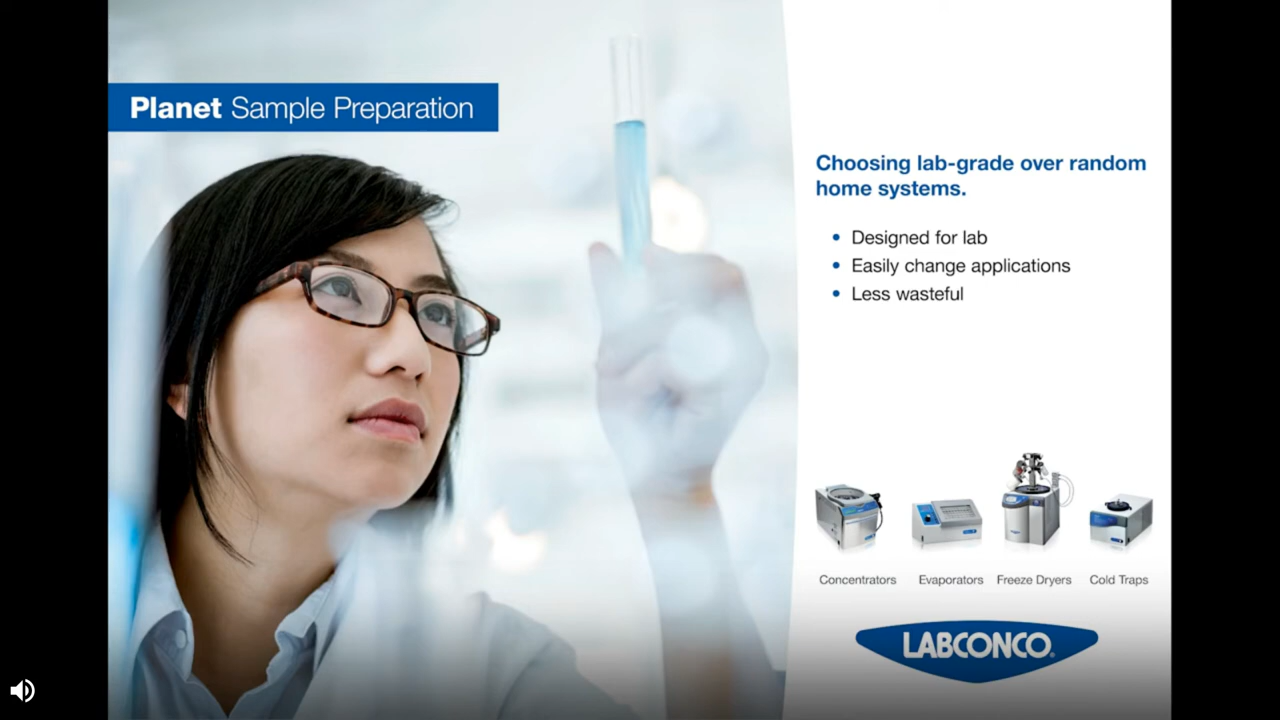 Planet Sample Preparation
Choosing lab-grade over random
home systems.
• Designed for lab
• Easily change applications
• Less wasteful
Concentrators Evaporators Freeze Dryers Cold Traps
LABCONCO®